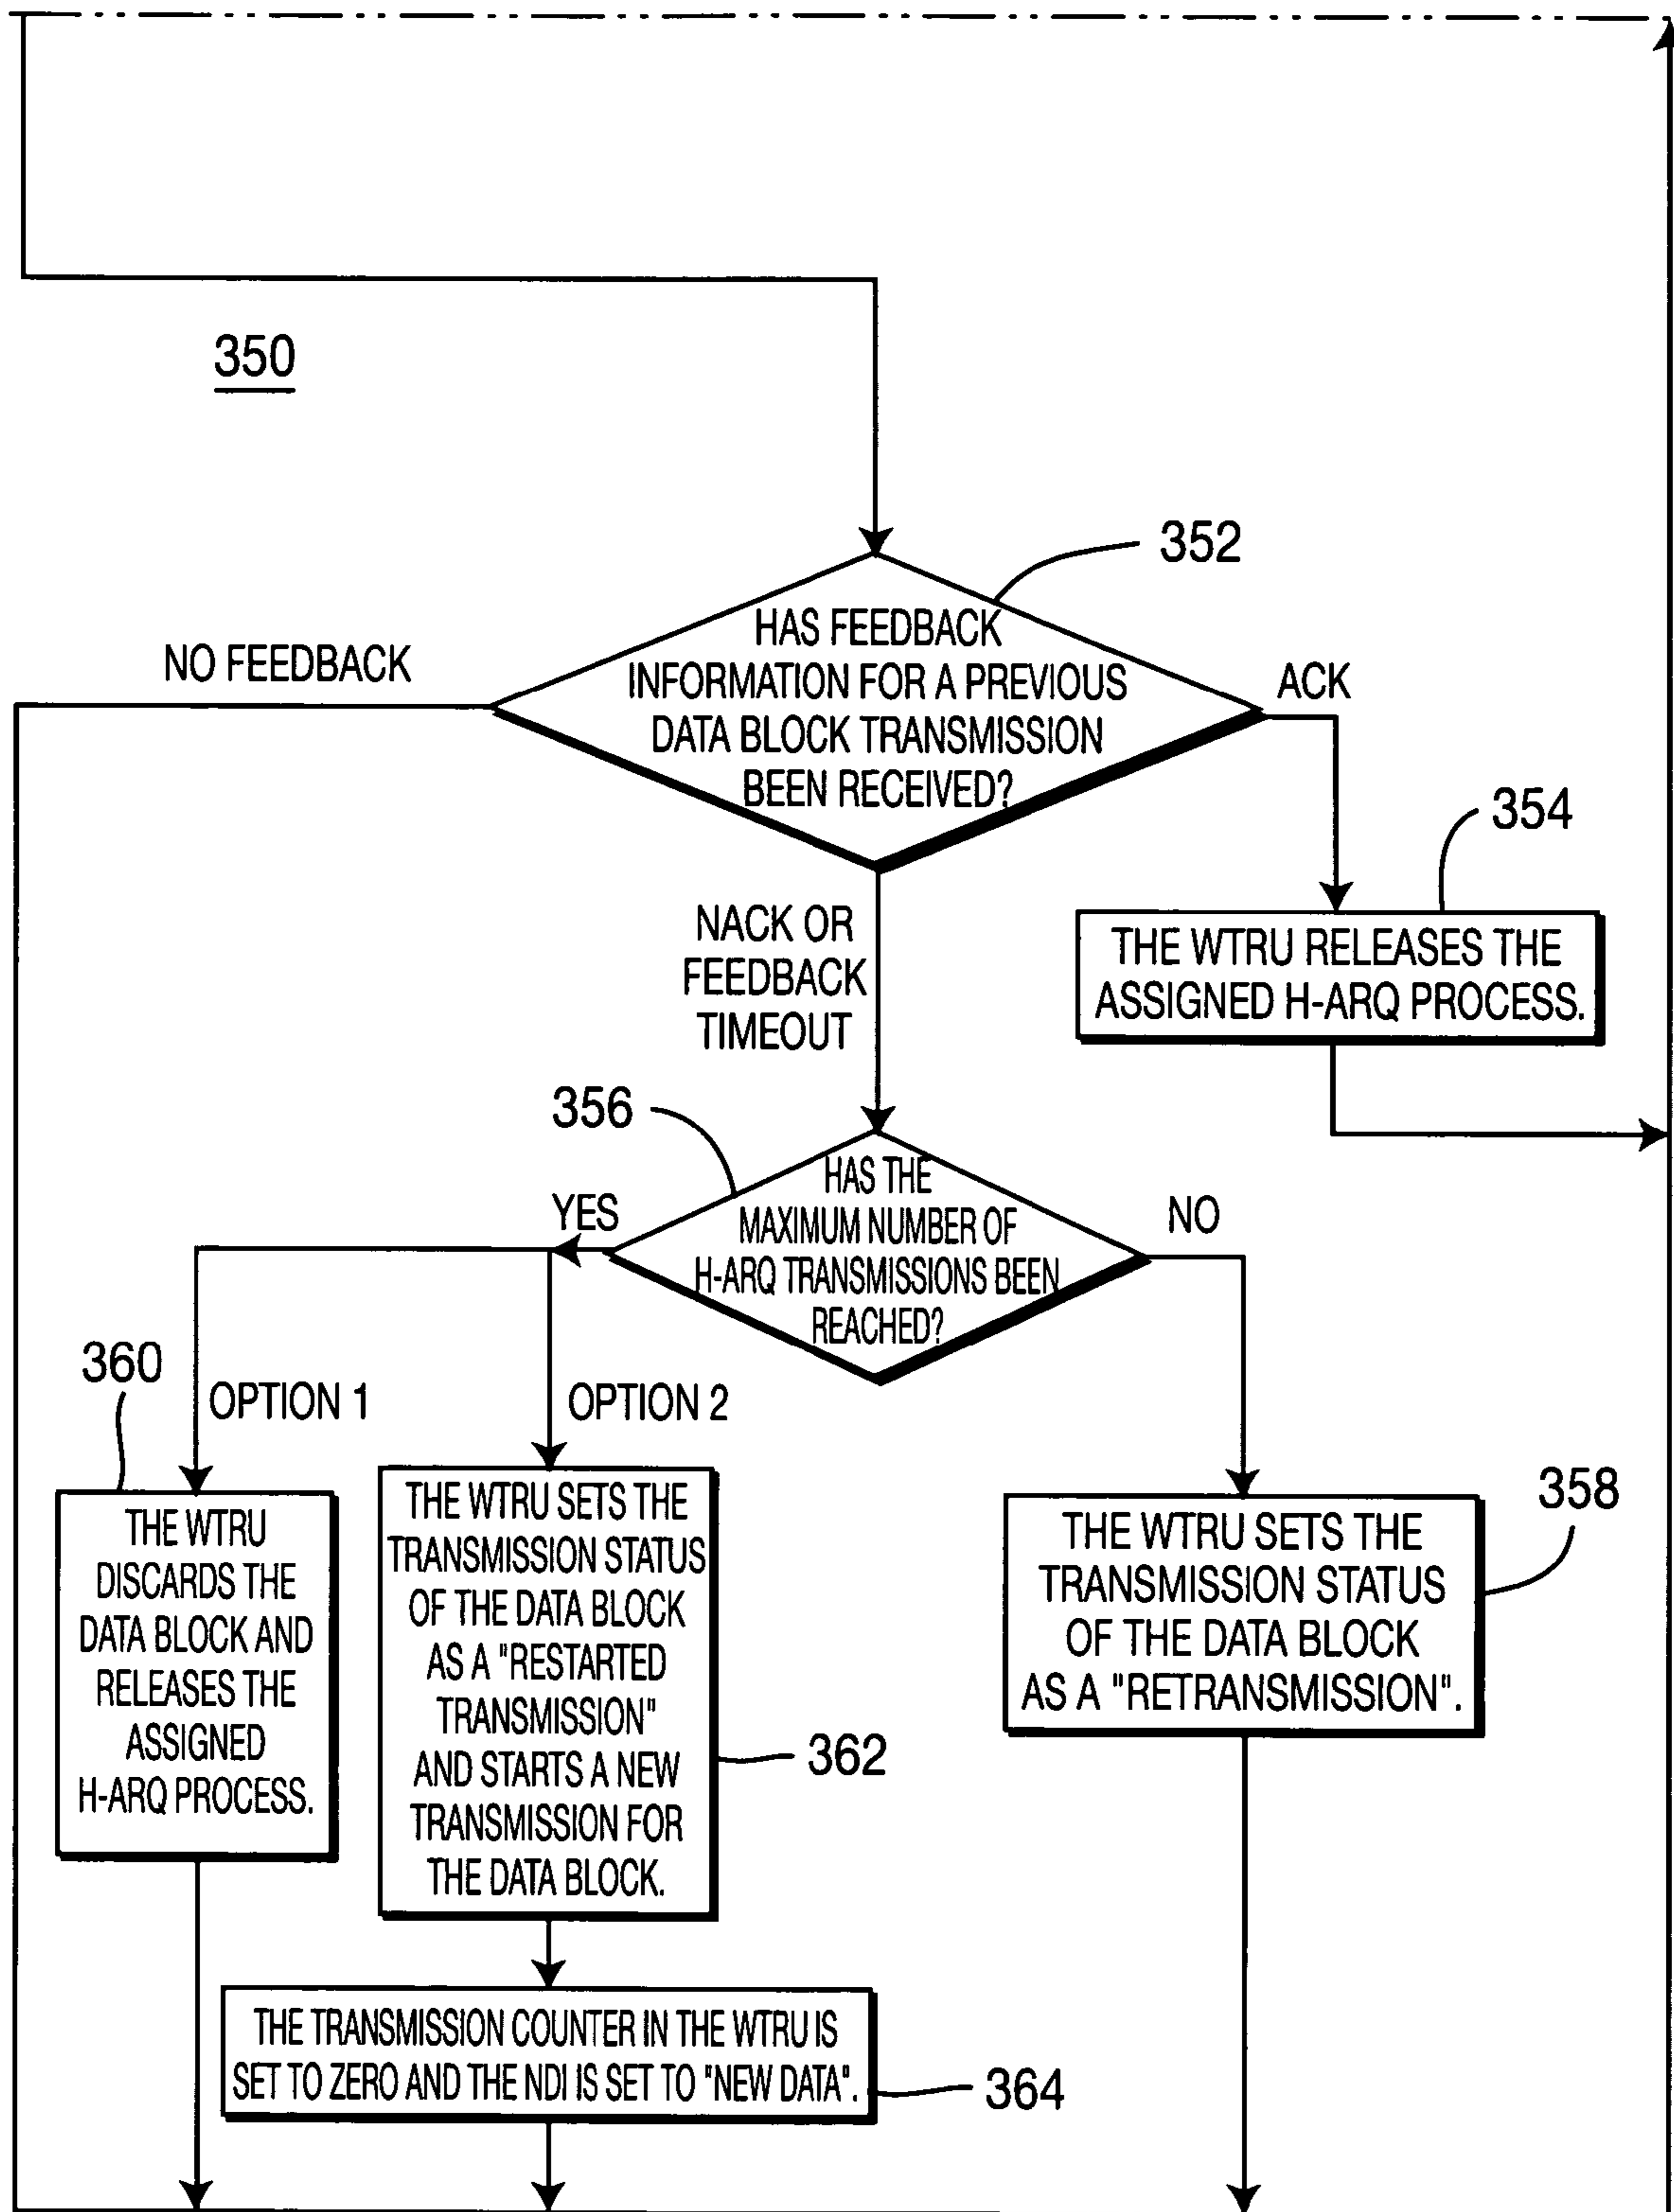 350
352
HAS FEEDBACK
INFORMATION FOR A PREVIOUS
DATA BLOCK TRANSMISSION
BEEN RECEIVED?
NO FEEDBACK
ACK
354
THE WTRU RELEASES THE
ASSIGNED H-ARQ PROCESS.
NACK OR
FEEDBACK
TIMEOUT
356
HAS THE
MAXIMUM NUMBER OF
H-ARQ TRANSMISSIONS BEEN
REACHED?
YES
NO
360
OPTION 1
OPTION 2
THE WTRU
DISCARDS THE
DATA BLOCK AND
RELEASES THE
ASSIGNED
H-ARQ PROCESS.
THE WTRU SETS THE
TRANSMISSION STATUS
OF THE DATA BLOCK
AS A "RESTARTED
TRANSMISSION"
AND STARTS A NEW
TRANSMISSION FOR
THE DATA BLOCK.
362
358
THE WTRU SETS THE
TRANSMISSION STATUS
OF THE DATA BLOCK
AS A "RETRANSMISSION".
THE TRANSMISSION COUNTER IN THE WTRU IS
SET TO ZERO AND THE NDI IS SET TO "NEW DATA".
364